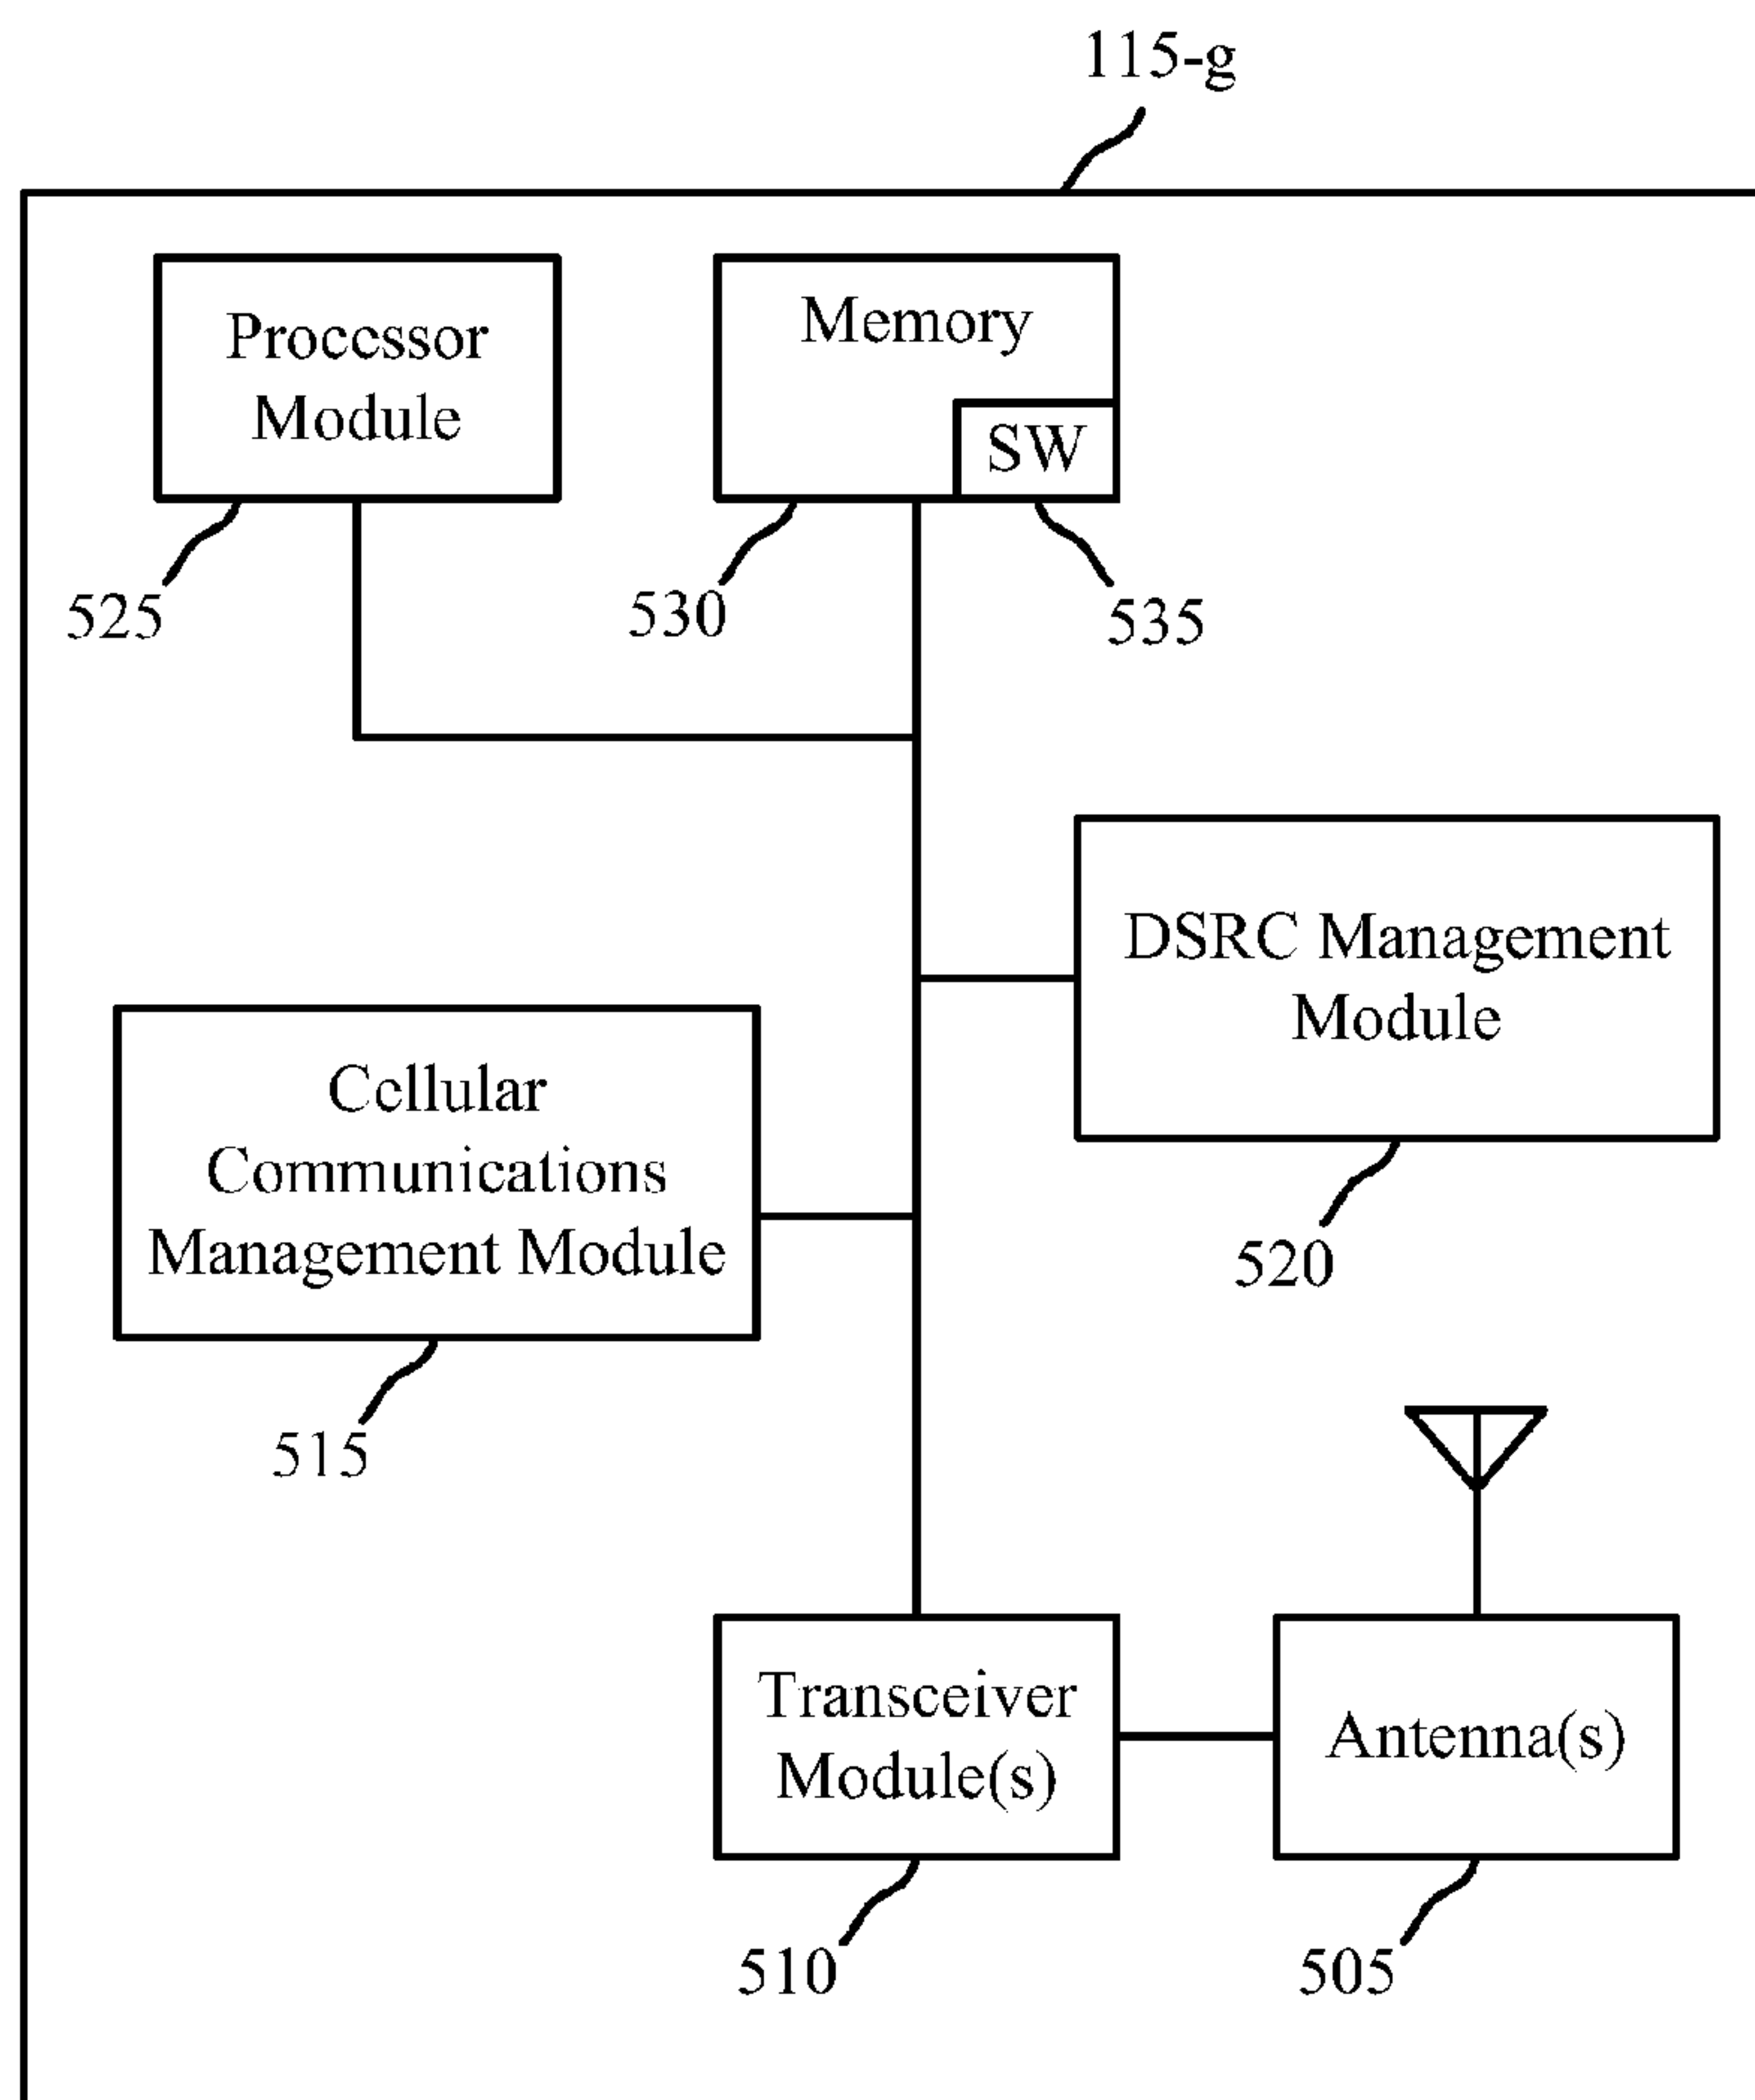 115-g
Processor
Module
Memory
SW
525
530
535
DSRC Management
Module
520
Cellular
Communications
Management Module
515
Transceiver
Module(s)
Antenna(s)
510
505